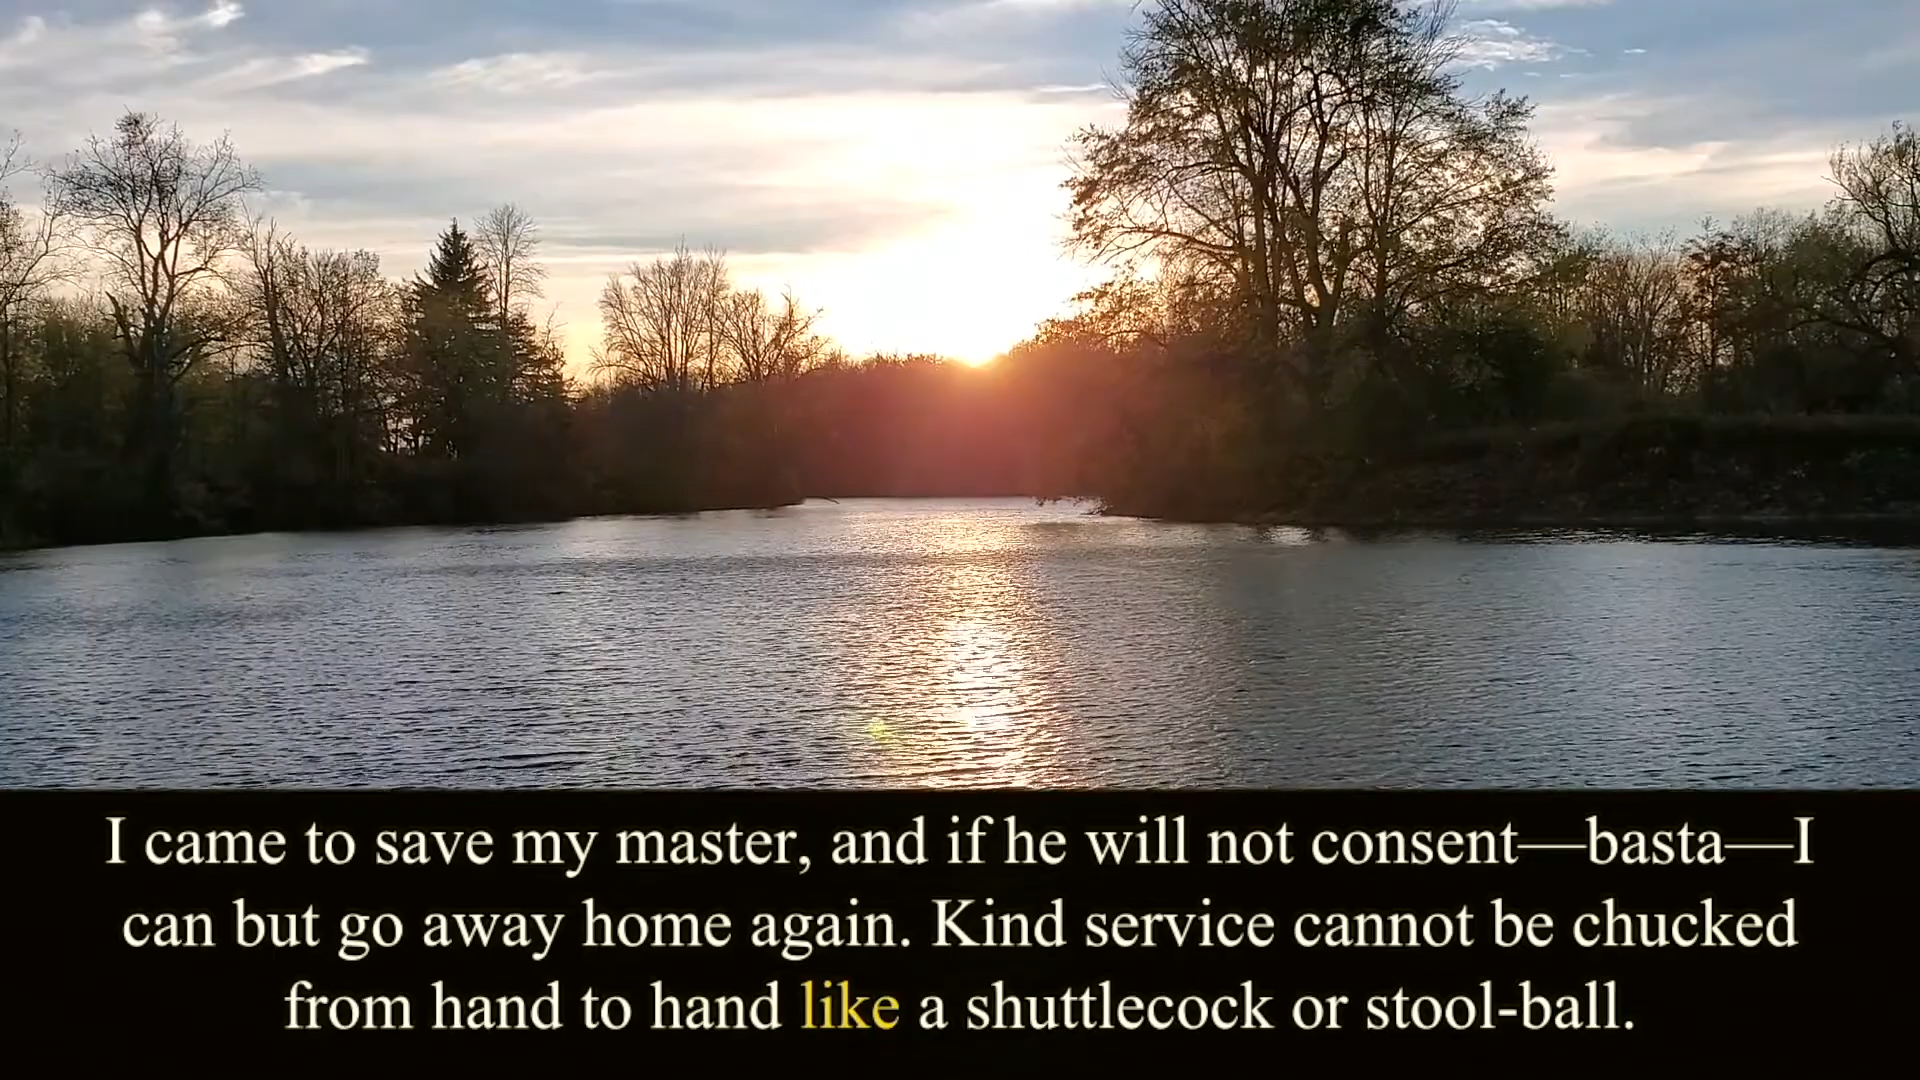 I came to save my master, and if he will not consent—basta—I
can but go away home again. Kind service cannot be chucked
from hand to hand like a shuttlecock or stool-ball.